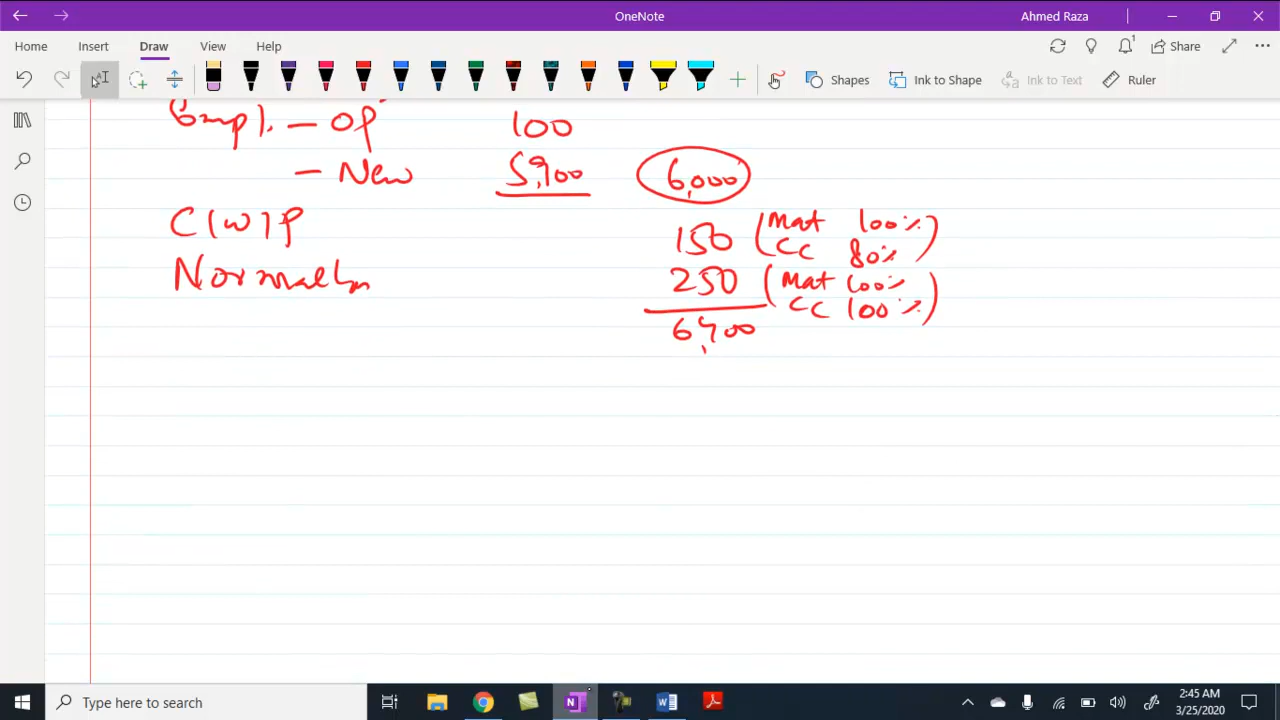 OneNote
Ahmed Raza
Home Insert Draw View Help
Share
Shapes Ink to Shape Ink to Text Ruler
Compl. — OP 100
— New 5,900 6,000
C(W)P 150 (Mat 100%
CC 80%)
Normal 250 (Mat 100%
CC 100%)
6,400
Type here to search
2:45 AM
3/25/2020